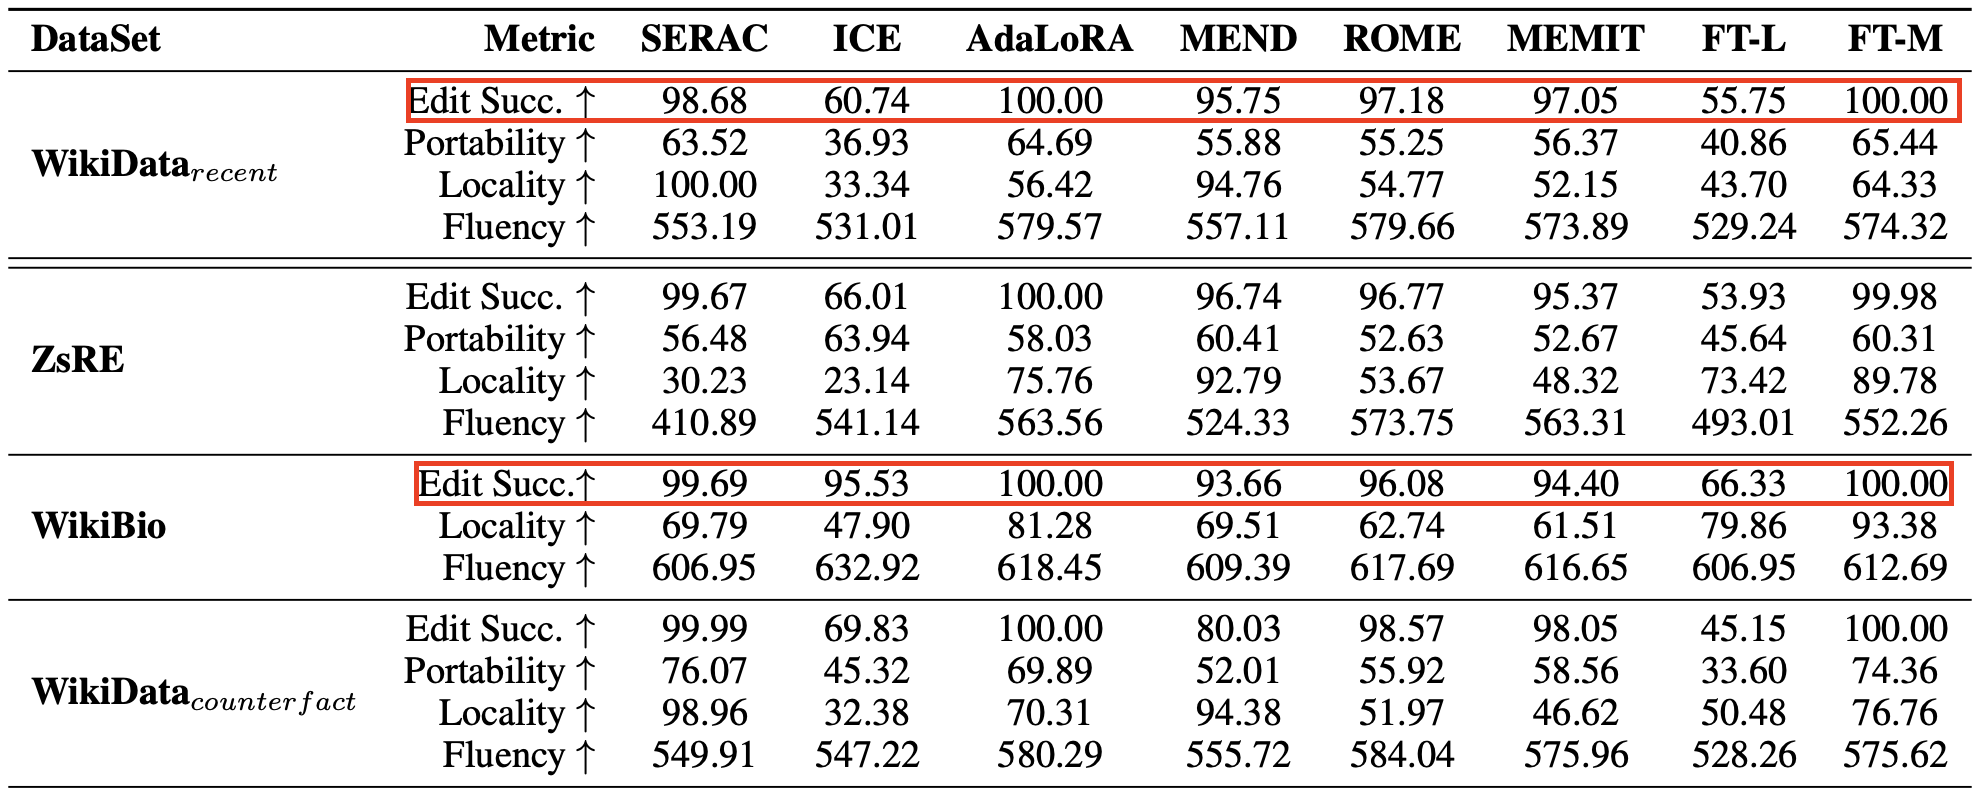 DataSet Metric SERAC ICE AdaLoRA MEND ROME MEMIT FT-L FT-M
Edit Succ. ↑ 98.68 60.74 100.00 95.75 97.18 97.05 55.75 100.00
Portability ↑ 63.52 36.93 64.69 55.88 55.25 56.37 40.86 65.44
WikiData_recent
Locality ↑ 100.00 33.34 56.42 94.76 54.77 52.15 43.70 64.33
Fluency ↑ 553.19 531.01 579.57 557.11 579.66 573.89 529.24 574.32
Edit Succ. ↑ 99.67 66.01 100.00 96.74 96.77 95.37 53.93 99.98
Portability ↑ 56.48 63.94 58.03 60.41 52.63 52.67 45.64 60.31
ZsRE
Locality ↑ 30.23 23.14 75.76 92.79 53.67 48.32 73.42 89.78
Fluency ↑ 410.89 541.14 563.56 524.33 573.75 563.31 493.01 552.26
Edit Succ.↑ 99.69 95.53 100.00 93.66 96.08 94.40 66.33 100.00
WikiBio Locality ↑ 69.79 47.90 81.28 69.51 62.74 61.51 79.86 93.38
Fluency ↑ 606.95 632.92 618.45 609.39 617.69 616.65 606.95 612.69
Edit Succ. ↑ 99.99 69.83 100.00 80.03 98.57 98.05 45.15 100.00
Portability ↑ 76.07 45.32 69.89 52.01 55.92 58.56 33.60 74.36
WikiData_counterfact
Locality ↑ 98.96 32.38 70.31 94.38 51.97 46.62 50.48 76.76
Fluency ↑ 549.91 547.22 580.29 555.72 584.04 575.96 528.26 575.62